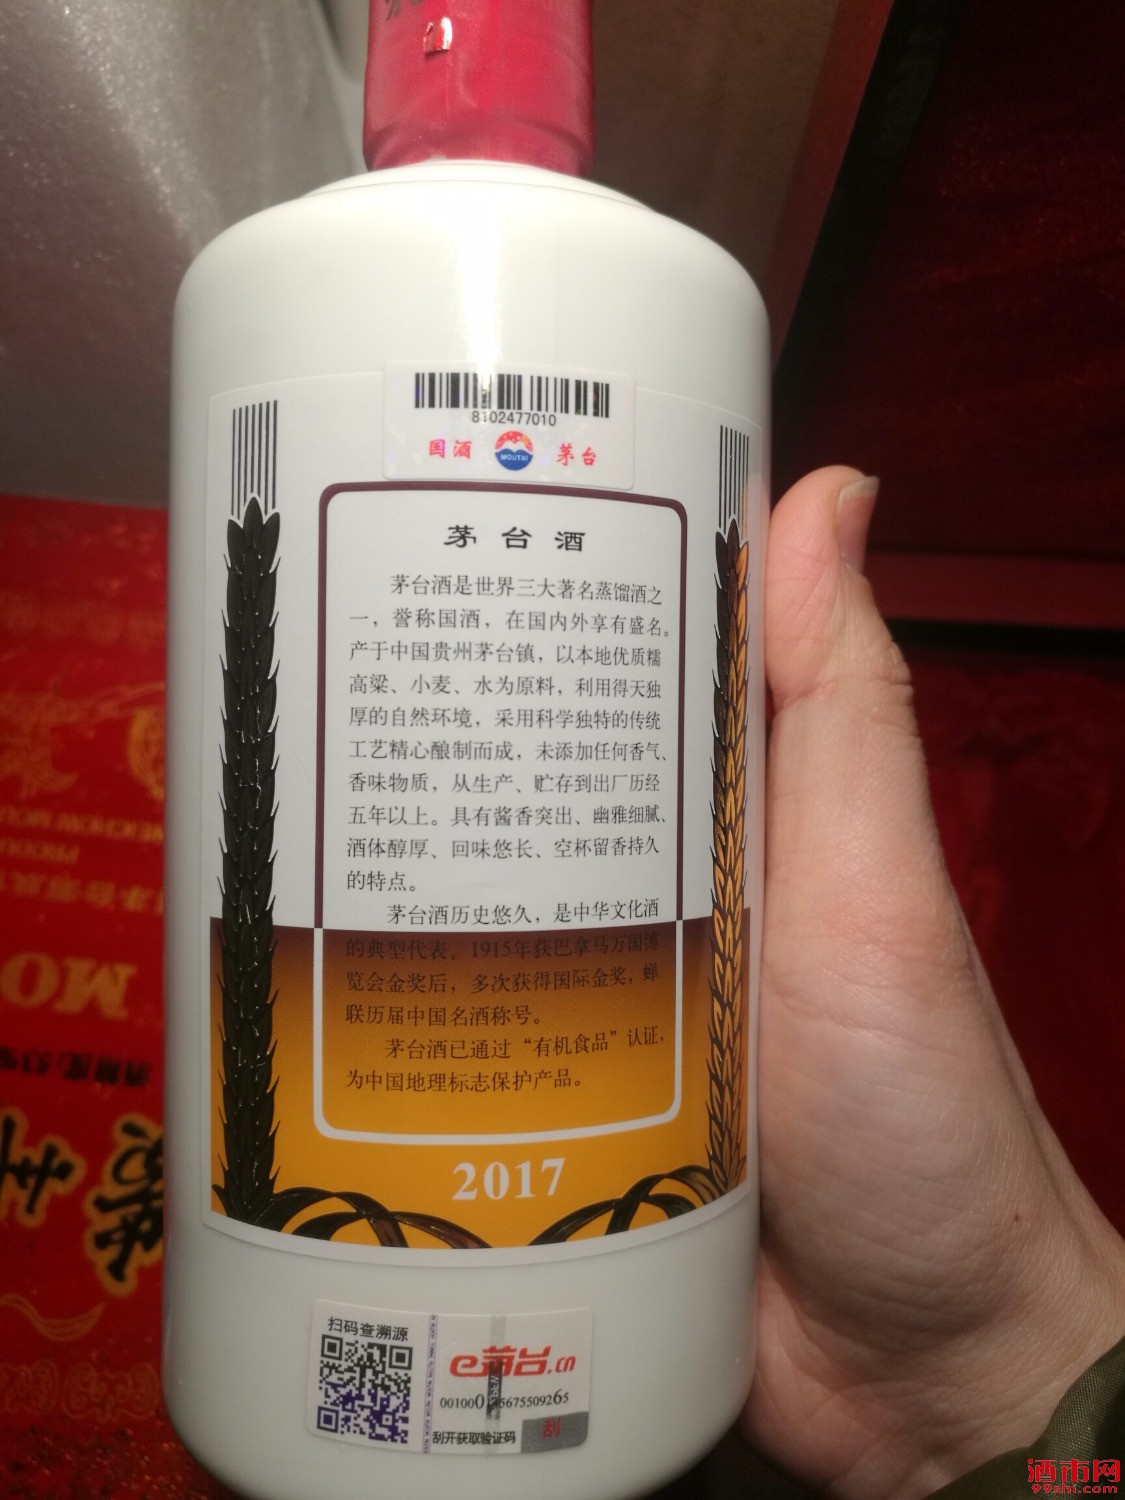 8102477010
国酒 MOUTAI 茅台
茅台酒
茅台酒是世界三大著名蒸馏酒之
一，誉称国酒，在国内外享有盛名。
产于中国贵州茅台镇，以本地优质糯
高粱、小麦、水为原料，利用得天独
厚的自然环境，采用科学独特的传统
工艺精心酿制而成，未添加任何香气、
香味物质，从生产、贮存到出厂历经
五年以上。具有酱香突出、幽雅细腻、
酒体醇厚、回味悠长、空杯留香持久
的特点。
茅台酒历史悠久，是中华文化酒
的典型代表。1915年获巴拿马万国博
览会金奖后，多次获得国际金奖，蝉
联历届中国名酒称号。
茅台酒已通过“有机食品”认证，
为中国地理标志保护产品。
2017
扫码查溯源
e茅台.cn
刮开获取验证码
刮
MO
酒市网
99shi.com